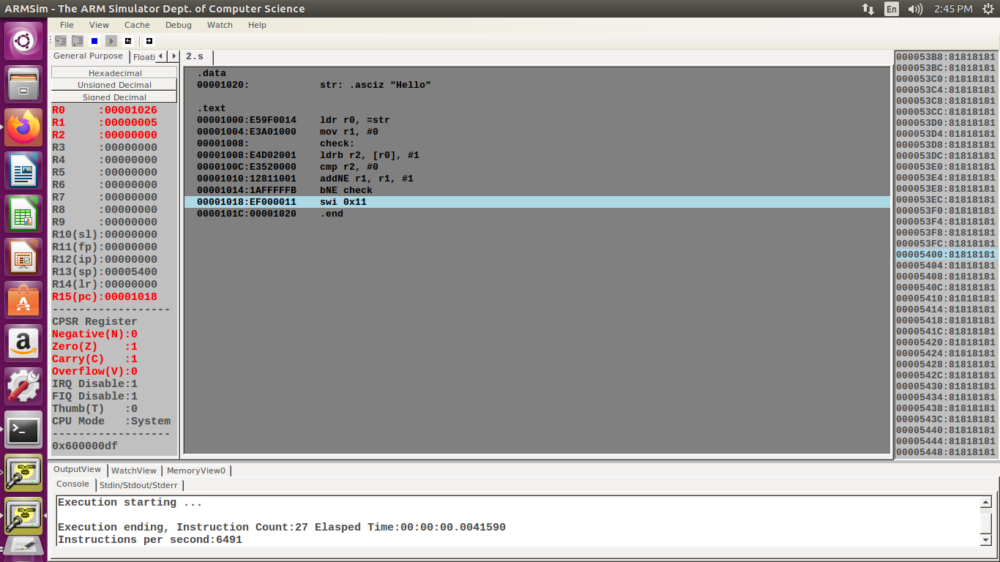 ARMSim - The ARM Simulator Dept. of Computer Science
En
2:45 PM
File View Cache Debug Watch Help
General Purpose Floati
2.s
Hexadecimal
Unsigned Decimal
Signed Decimal
R0 :00001026
R1 :00000005
R2 :00000000
R3 :00000000
R4 :00000000
R5 :00000000
R6 :00000000
R7 :00000000
R8 :00000000
R9 :00000000
R10(sl):00000000
R11(fp):00000000
R12(ip):00000000
R13(sp):00005400
R14(lr):00000000
R15(pc):00001018
------------------
CPSR Register
Negative(N):0
Zero(Z) :1
Carry(C) :1
Overflow(V):0
IRQ Disable:1
FIQ Disable:1
Thumb(T) :0
CPU Mode :System
------------------
0x600000df
.data
00001020: str: .asciz "Hello"
.text
00001000:E59F0014 ldr r0, =str
00001004:E3A01000 mov r1, #0
00001008: check:
00001008:E4D02001 ldrb r2, [r0], #1
0000100C:E3520000 cmp r2, #0
00001010:12811001 addNE r1, r1, #1
00001014:1AFFFFFB bNE check
00001018:EF000011 swi 0x11
0000101C:00001020 .end
000053B8:81818181
000053BC:81818181
000053C0:81818181
000053C4:81818181
000053C8:81818181
000053CC:81818181
000053D0:81818181
000053D4:81818181
000053D8:81818181
000053DC:81818181
000053E0:81818181
000053E4:81818181
000053E8:81818181
000053EC:81818181
000053F0:81818181
000053F4:81818181
000053F8:81818181
000053FC:81818181
00005400:81818181
00005404:81818181
00005408:81818181
0000540C:81818181
00005410:81818181
00005414:81818181
00005418:81818181
0000541C:81818181
00005420:81818181
00005424:81818181
00005428:81818181
0000542C:81818181
00005430:81818181
00005434:81818181
00005438:81818181
0000543C:81818181
00005440:81818181
00005444:81818181
00005448:81818181
OutputView WatchView MemoryView0
Console Stdin/Stdout/Stderr
Execution starting ...
Execution ending, Instruction Count:27 Elasped Time:00:00:00.0041590
Instructions per second:6491